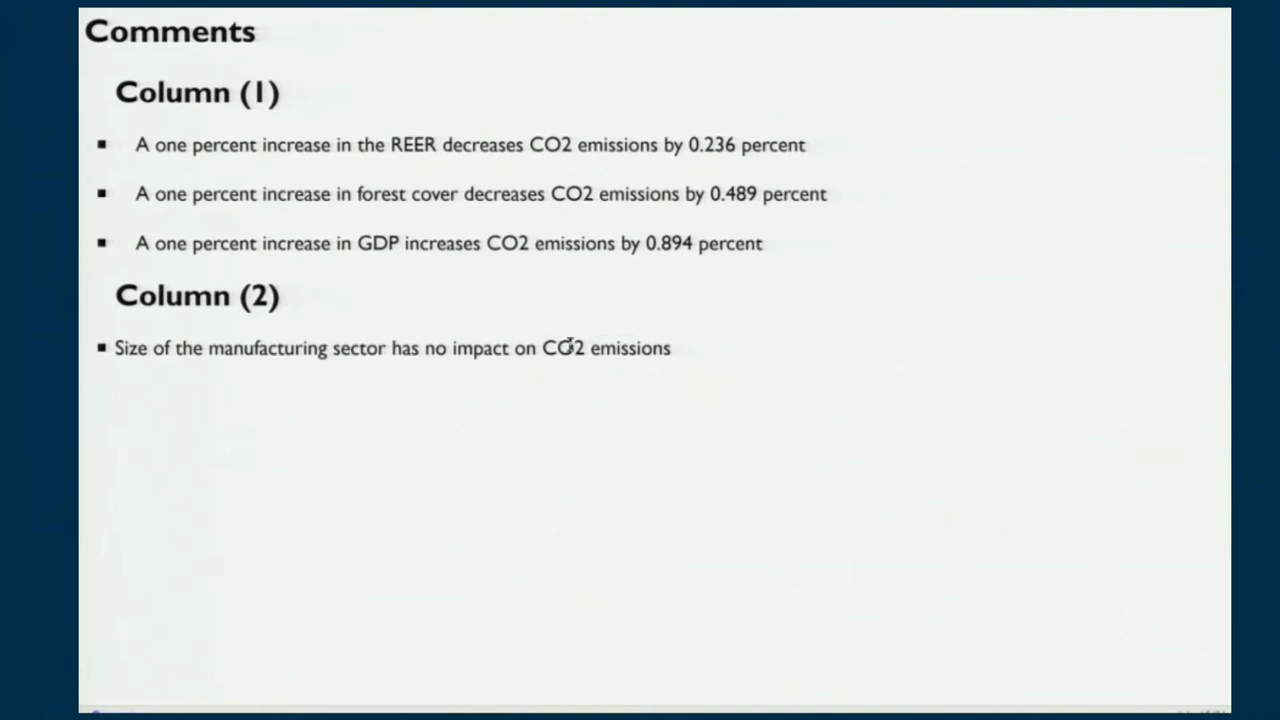 Comments
Column (1)
▪ A one percent increase in the REER decreases CO2 emissions by 0.236 percent
▪ A one percent increase in forest cover decreases CO2 emissions by 0.489 percent
▪ A one percent increase in GDP increases CO2 emissions by 0.894 percent
Column (2)
▪ Size of the manufacturing sector has no impact on CO2 emissions